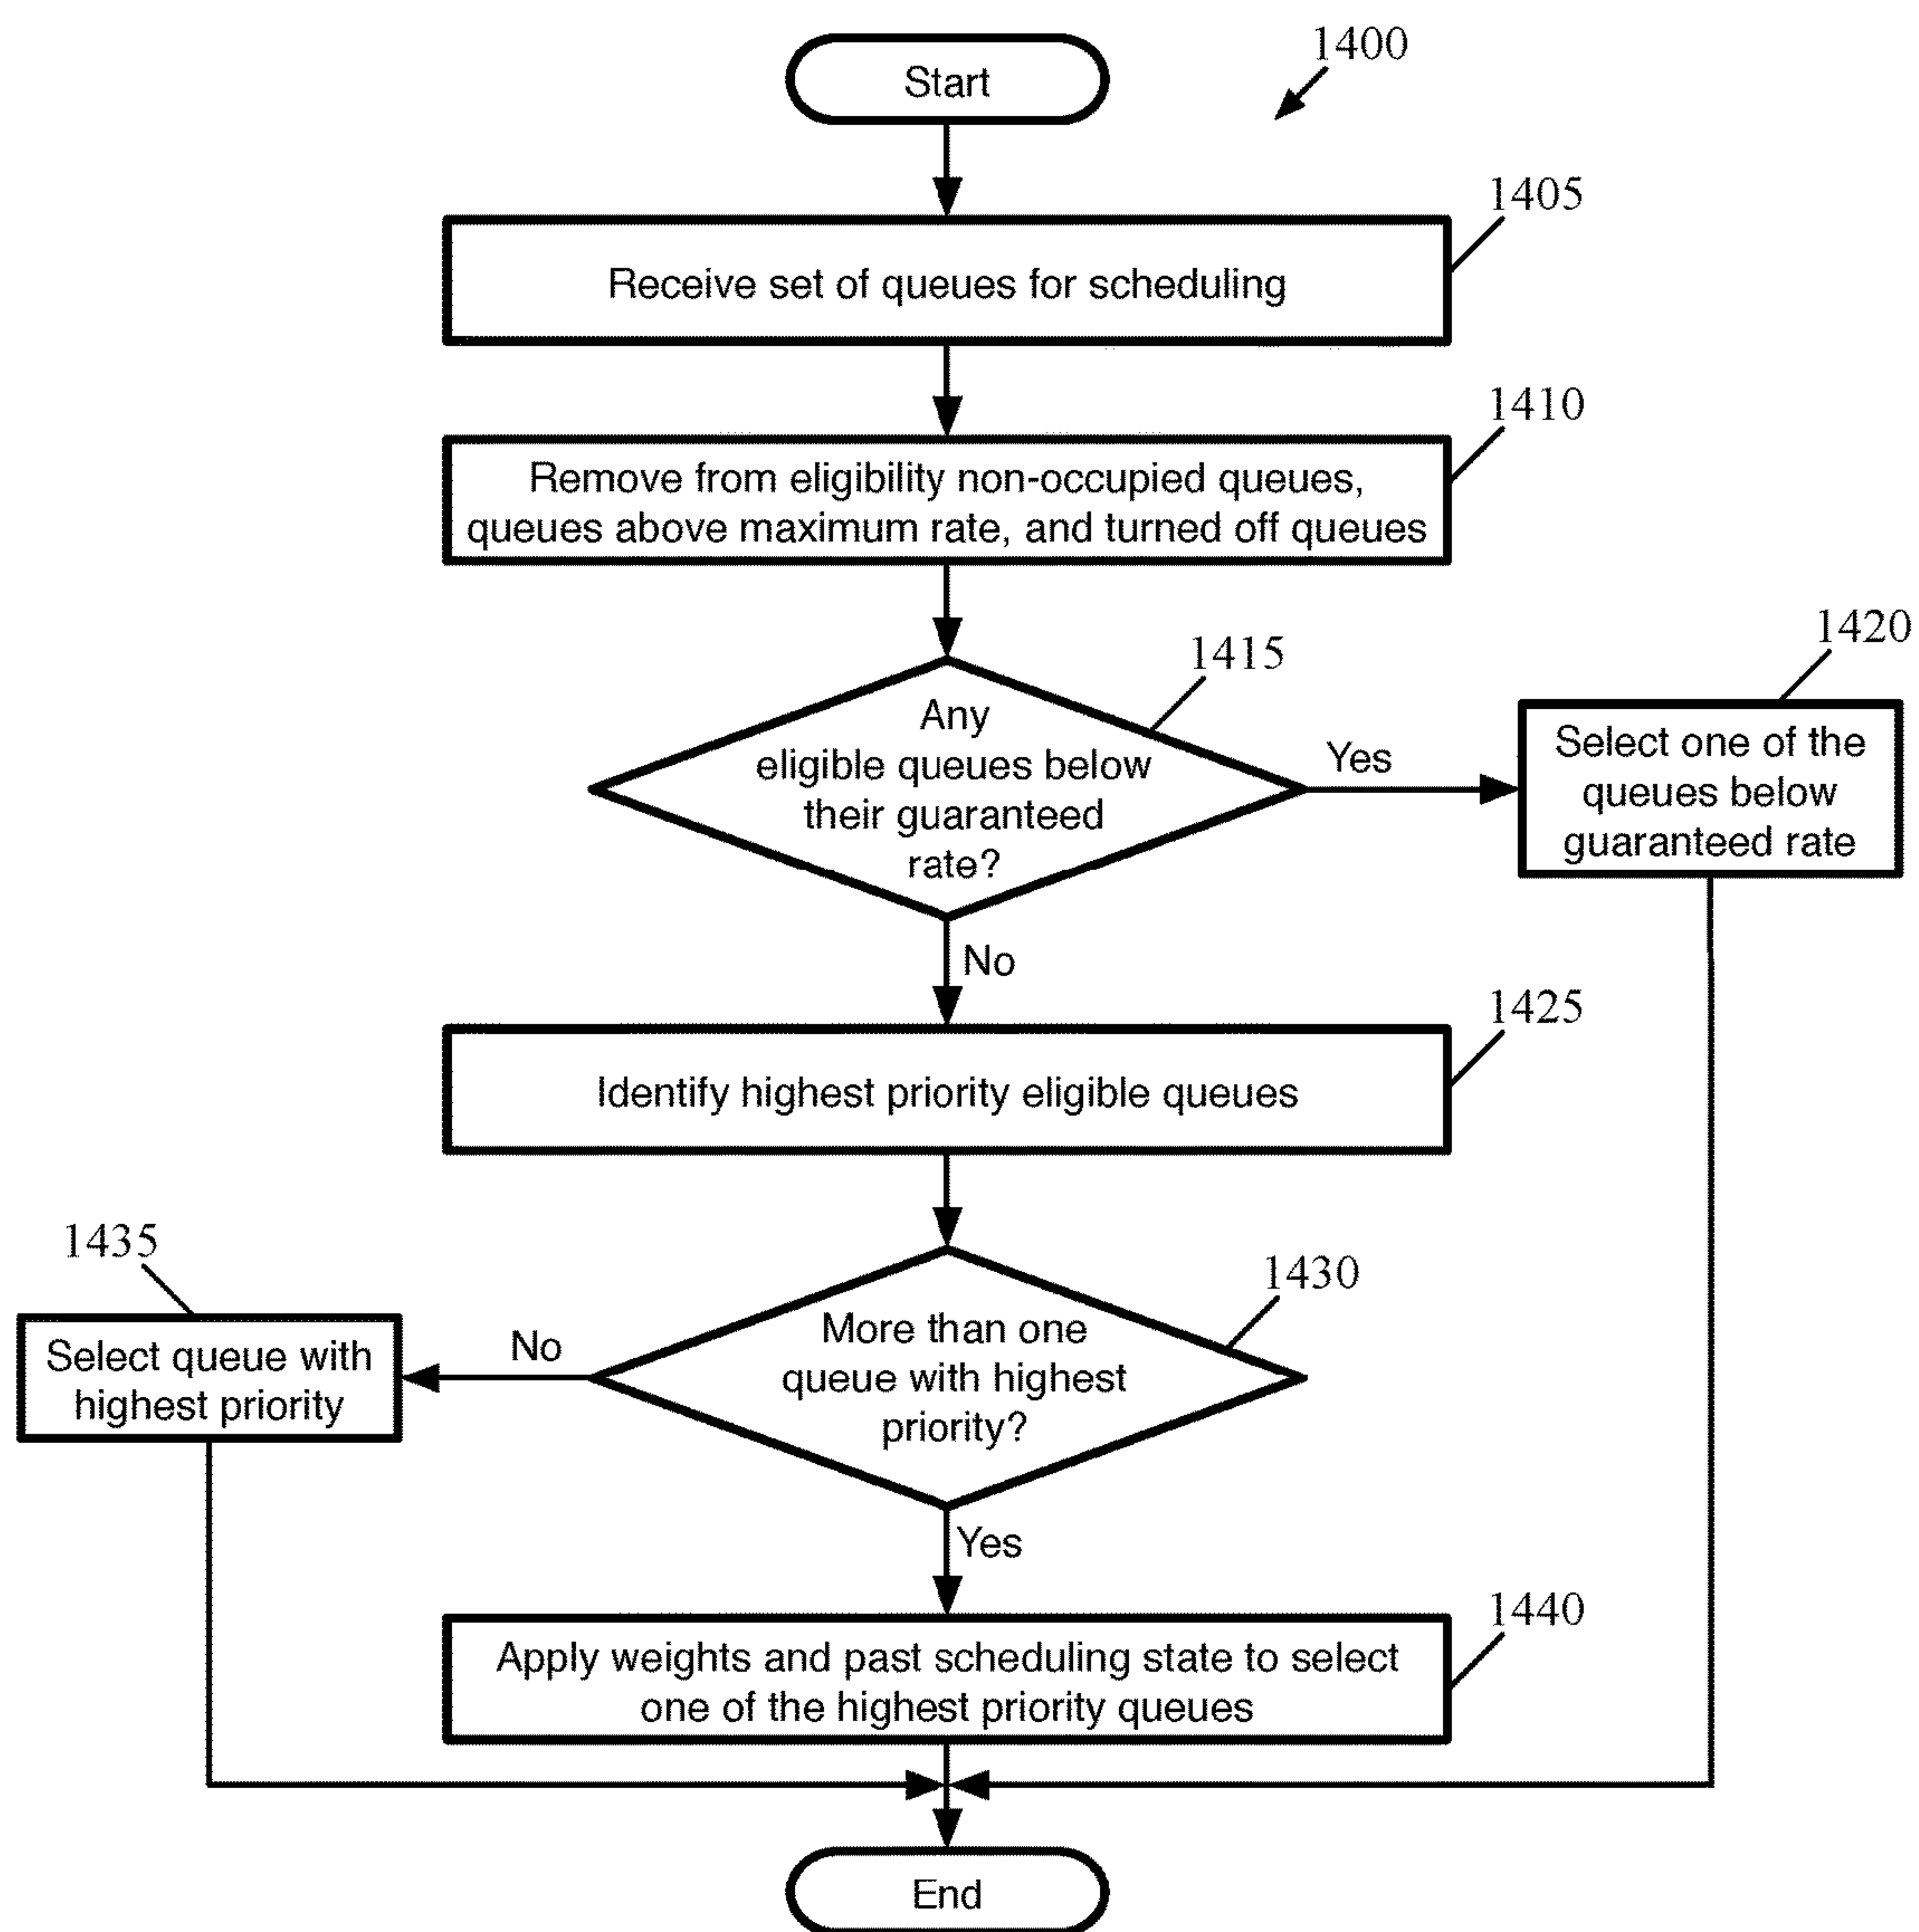 Start
1400
1405
Receive set of queues for scheduling
1410
Remove from eligibility non-occupied queues,
queues above maximum rate, and turned off queues
1415
Any
eligible queues below
their guaranteed
rate?
Yes
1420
Select one of the
queues below
guaranteed rate
No
1425
Identify highest priority eligible queues
1430
More than one
queue with highest
priority?
No
1435
Select queue with
highest priority
Yes
1440
Apply weights and past scheduling state to select
one of the highest priority queues
End